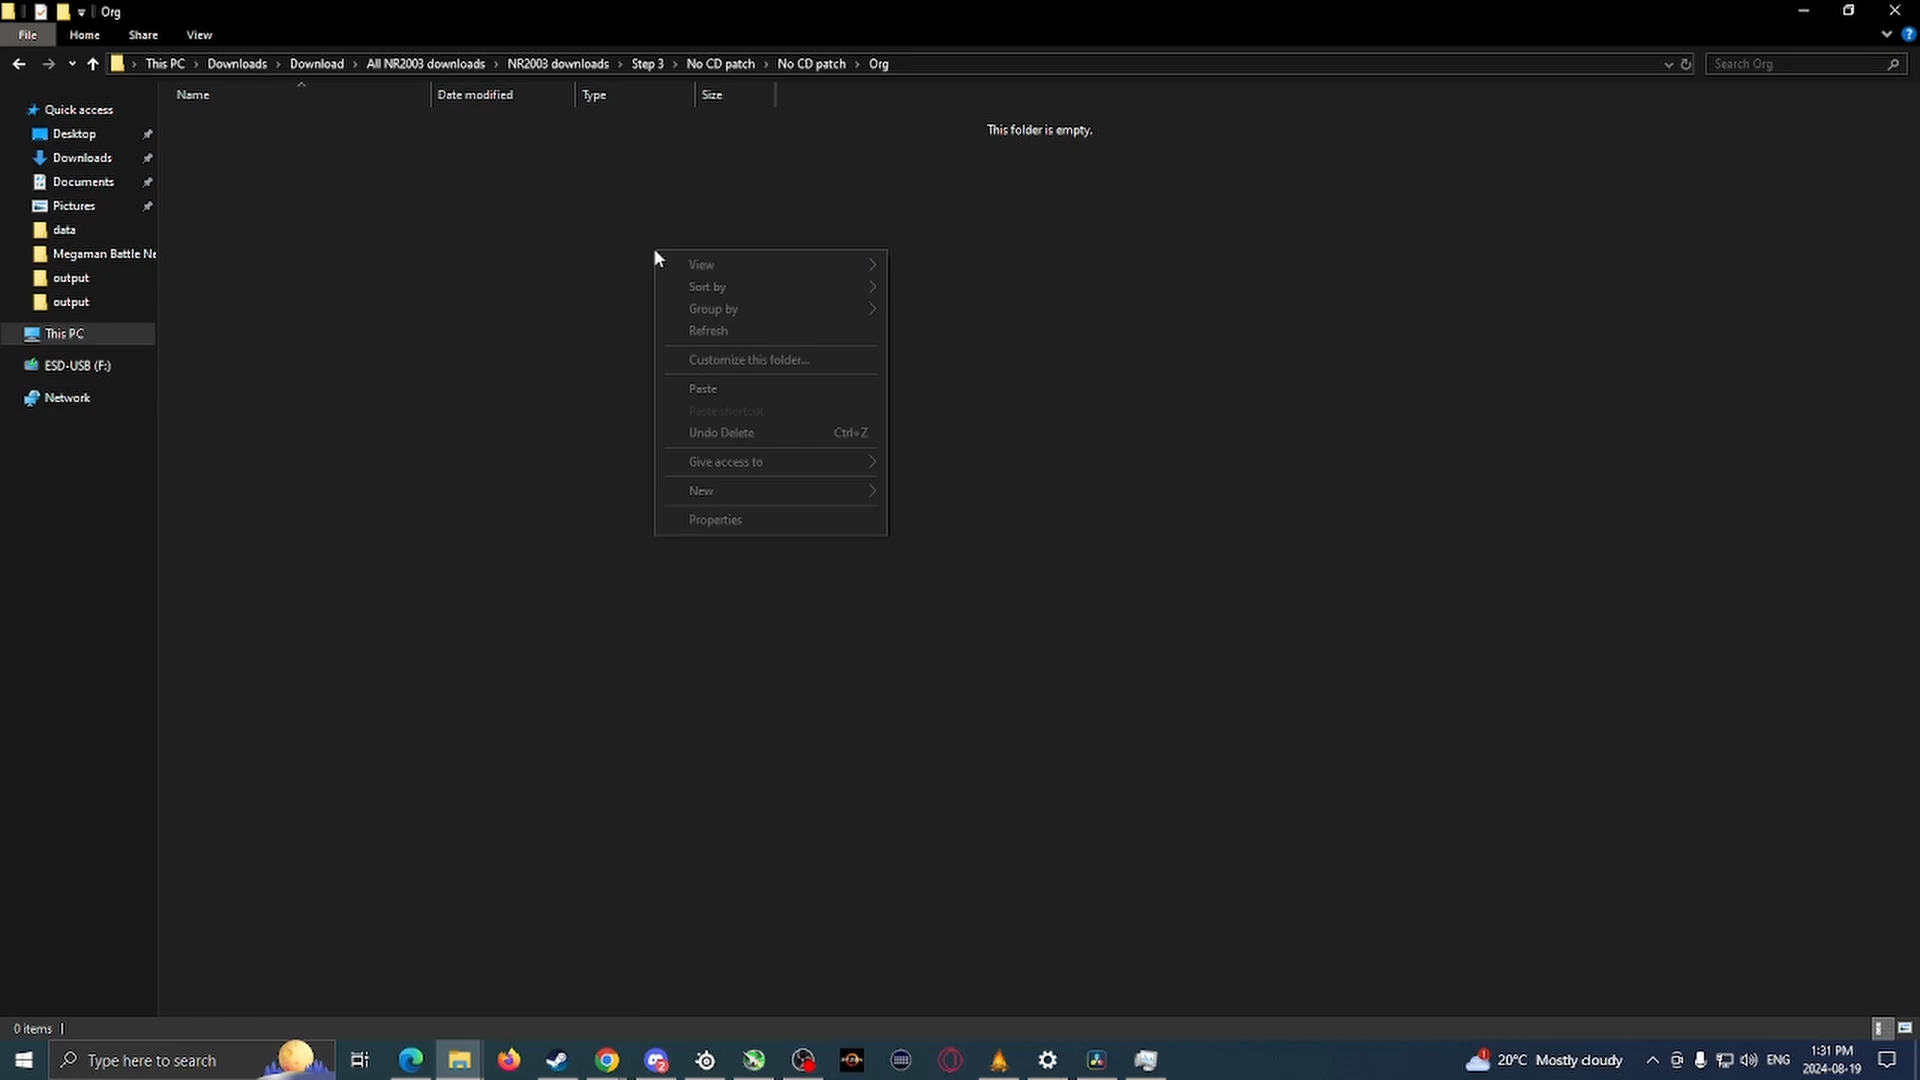 Org
File Home Share View
This PC Downloads Download All NR2003 downloads NR2003 downloads Step 3 No CD patch No CD patch Org
Search Org
Name Date modified Type Size
This folder is empty.
Quick access
Desktop
Downloads
Documents
Pictures
data
Megaman Battle Ne
output
output
This PC
ESD-USB (F:)
Network
View
Sort by
Group by
Refresh
Customize this folder...
Paste
Paste shortcut
Undo Delete Ctrl+Z
Give access to
New
Properties
0 items
Type here to search
20°C Mostly cloudy
ENG
1:31 PM
2024-08-19